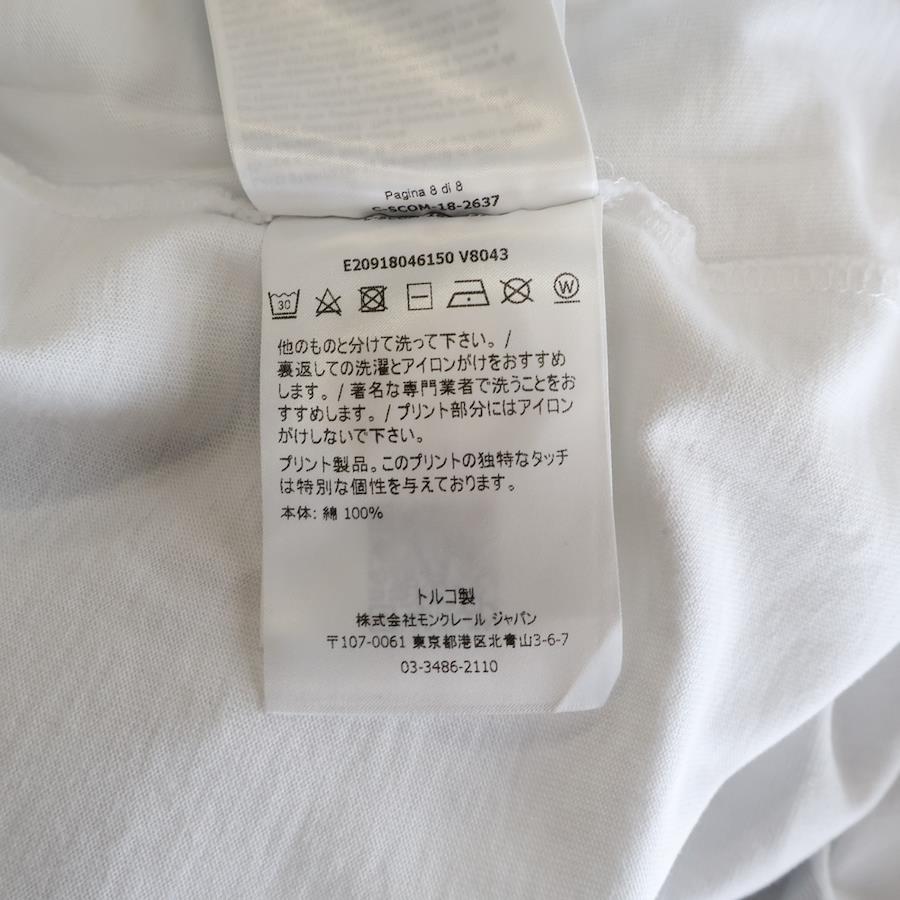 Pagina 8 di 8
C-SCOM-18-2637
E20918046150 V8043
30
W
他のものと分けて洗って下さい。/
裏返しての洗濯とアイロンがけをおすすめ
します。/ 著名な専門業者で洗うことをお
すすめします。/ プリント部分にはアイロン
がけしないで下さい。
プリント製品。このプリントの独特なタッチ
は特別な個性を与えております。
本体: 綿 100%
トルコ製
株式会社モンクレール ジャパン
〒107-0061 東京都港区北青山3-6-7
03-3486-2110